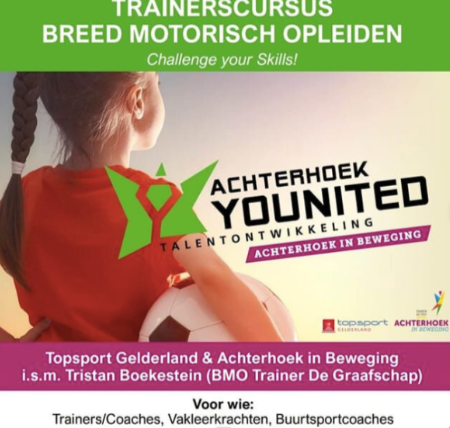 TRAINERSCURSUS
BREED MOTORISCH OPLEIDEN
Challenge your Skills!
ACHTERHOEK
YOUNITED
TALENTONTWIKKELING
ACHTERHOEK IN BEWEGING
topsport
GELDERLAND
ACHTERHOEK
IN BEWEGING
Topsport Gelderland & Achterhoek in Beweging
i.s.m. Tristan Boekestein (BMO Trainer De Graafschap)
Voor wie:
Trainers/Coaches, Vakleerkrachten, Buurtsportcoaches